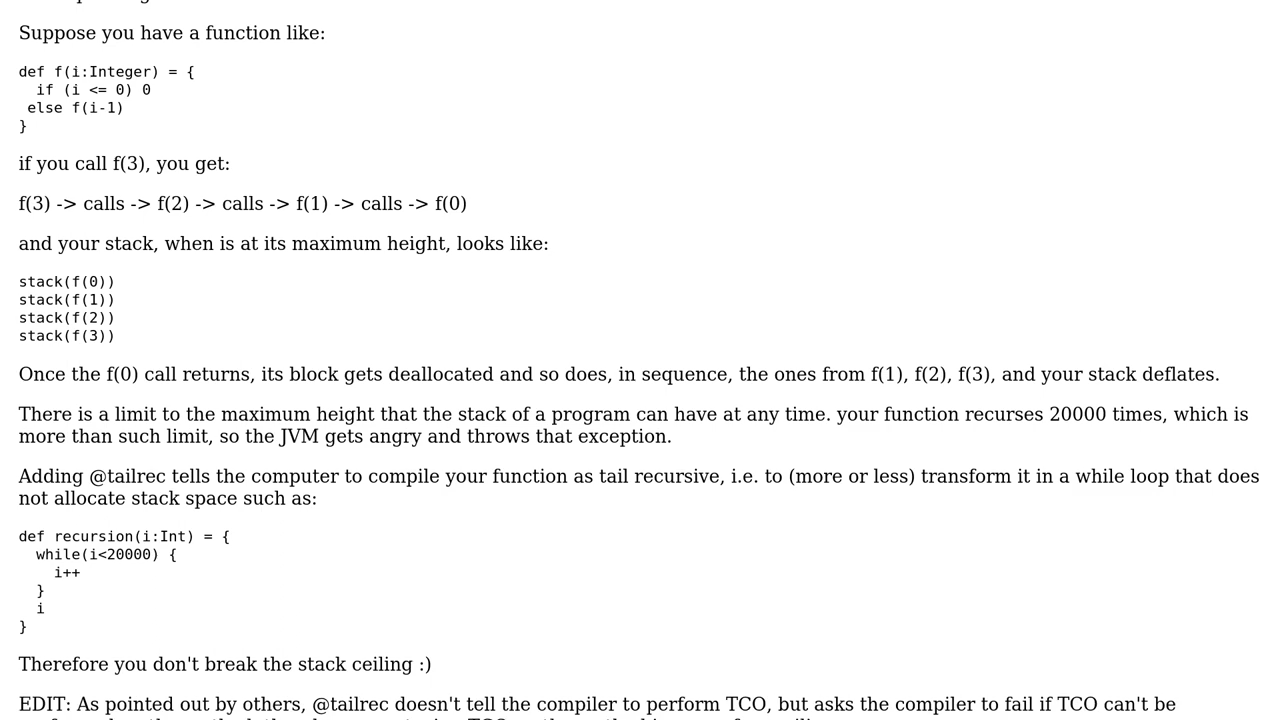 Suppose you have a function like:
def f(i:Integer) = {
  if (i <= 0) 0
 else f(i-1)
}
if you call f(3), you get:
f(3) -> calls -> f(2) -> calls -> f(1) -> calls -> f(0)
and your stack, when is at its maximum height, looks like:
stack(f(0))
stack(f(1))
stack(f(2))
stack(f(3))
Once the f(0) call returns, its block gets deallocated and so does, in sequence, the ones from f(1), f(2), f(3), and your stack deflates.
There is a limit to the maximum height that the stack of a program can have at any time. your function recurses 20000 times, which is
more than such limit, so the JVM gets angry and throws that exception.
Adding @tailrec tells the computer to compile your function as tail recursive, i.e. to (more or less) transform it in a while loop that does
not allocate stack space such as:
def recursion(i:Int) = {
  while(i<20000) {
    i++
  }
  i
}
Therefore you don't break the stack ceiling :)
EDIT: As pointed out by others, @tailrec doesn't tell the compiler to perform TCO, but asks the compiler to fail if TCO can't be